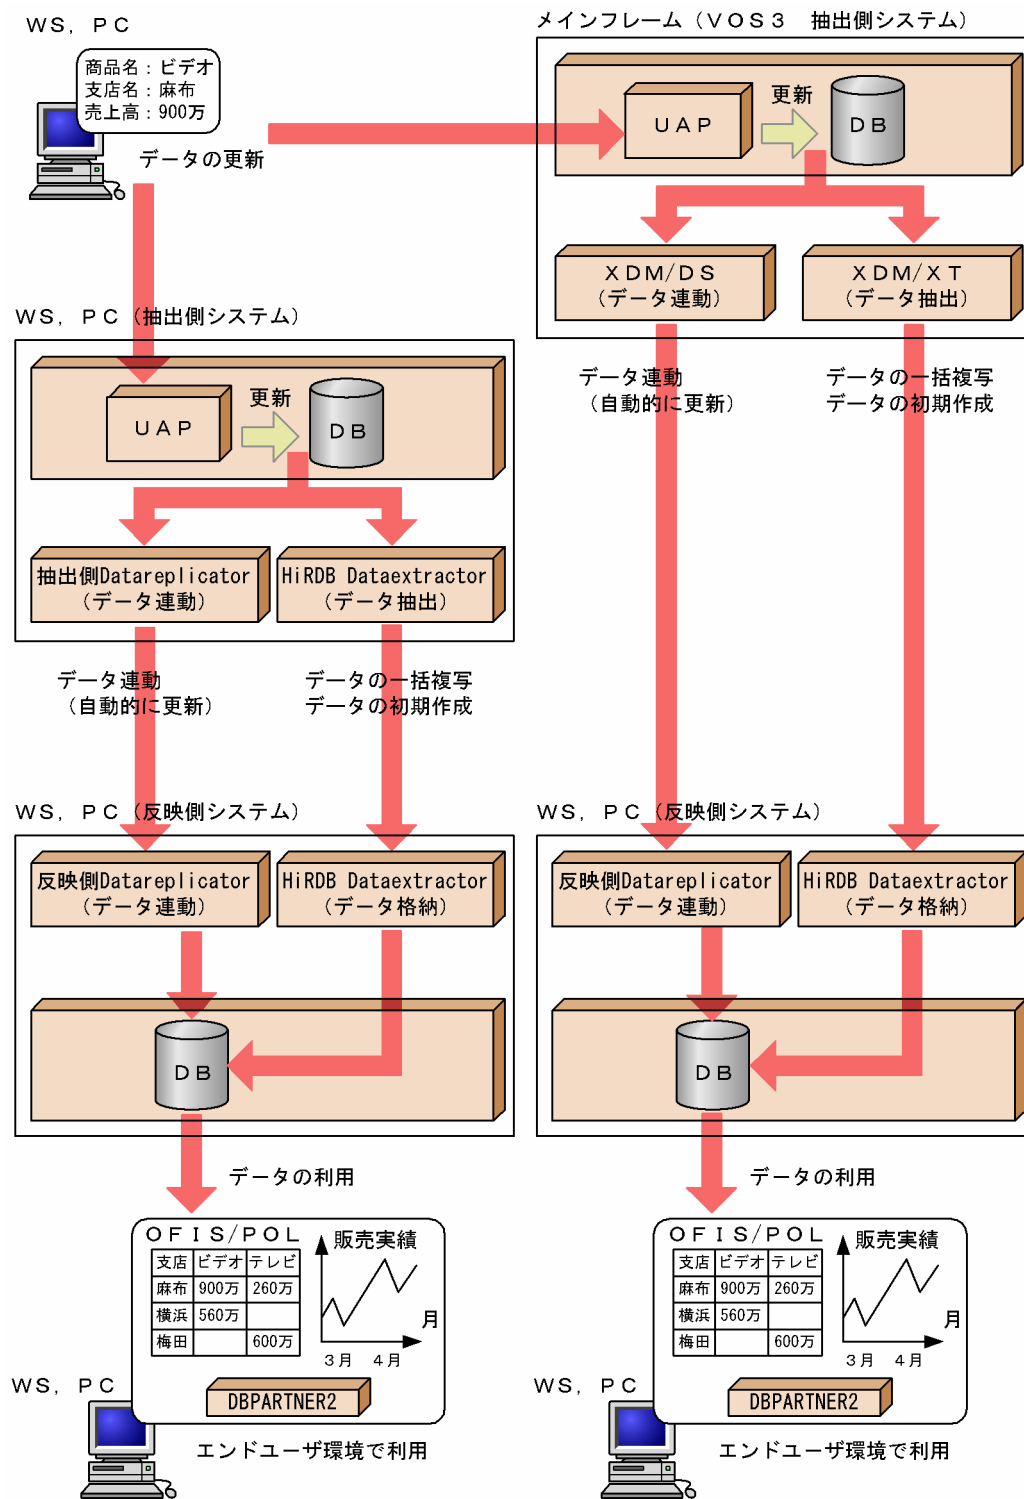 WS, PC
商品名:ビデオ
支店名:麻布
売上高:900万
データの更新
メインフレーム(VOS3 抽出側システム)
UAP
更新
DB
XDM/DS
(データ連動)
XDM/XT
(データ抽出)
データ連動
(自動的に更新)
データの一括複写
データの初期作成
WS, PC(抽出側システム)
UAP
更新
DB
抽出側Datareplicator
(データ連動)
HiRDB Dataextractor
(データ抽出)
データ連動
(自動的に更新)
データの一括複写
データの初期作成
WS, PC(反映側システム)
反映側Datareplicator
(データ連動)
HiRDB Dataextractor
(データ格納)
DB
データの利用
OFIS/POL
支店 ビデオ テレビ
麻布 900万 260万
横浜 560万
梅田 600万
販売実績
月
3月 4月
DBPARTNER2
WS, PC
エンドユーザ環境で利用
WS, PC(反映側システム)
反映側Datareplicator
(データ連動)
HiRDB Dataextractor
(データ格納)
DB
データの利用
OFIS/POL
支店 ビデオ テレビ
麻布 900万 260万
横浜 560万
梅田 600万
販売実績
月
3月 4月
DBPARTNER2
WS, PC
エンドユーザ環境で利用